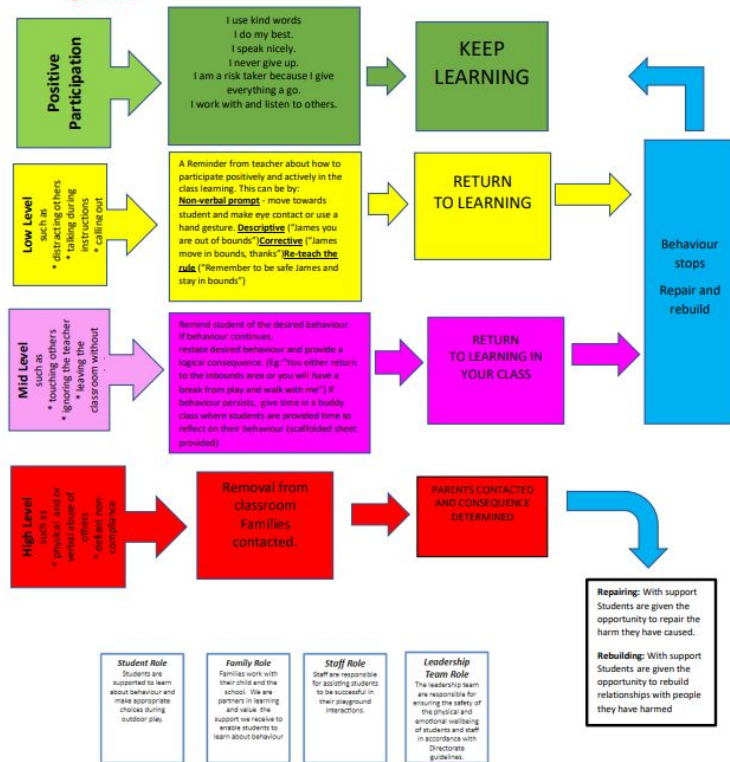 Positive
Participation
I use kind words
I do my best.
I speak nicely.
I never give up.
I am a risk taker because I give
everything a go.
I work with and listen to others.
KEEP
LEARNING
Low Level
such as
* distracting others
* talking during
instructions
* calling out
A Reminder from teacher about how to
participate positively and actively in the
class learning. This can be by:
Non-verbal prompt - move towards
student and make eye contact or use a
hand gesture. Descriptive ("James you
are out of bounds")Corrective ("James
move in bounds, thanks")Re-teach the
rule ("Remember to be safe James and
stay in bounds")
RETURN
TO LEARNING
Behaviour
stops
Repair and
rebuild
Mid Level
such as
* touching others
* ignoring the teacher
* leaving the
classroom without
Remind student of the desired behaviour.
If behaviour continues,
restate desired behaviour and provide a
logical consequence. (Eg:"You either return
to the inbounds area or you will have a
break from play and walk with me") If
behaviour persists, give time in a buddy
class where students are provided time to
reflect on their behaviour (scaffolded sheet
provided)
RETURN
TO LEARNING IN
YOUR CLASS
High Level
such as
* physical and or
verbal abuse of
others
* defiant non-
compliance
Removal from
classroom
Families
contacted.
PARENTS CONTACTED
AND CONSEQUENCE
DETERMINED
Repairing: With support
Students are given the
opportunity to repair the
harm they have caused.
Rebuilding: With support
Students are given the
opportunity to rebuild
relationships with people
they have harmed
Student Role
Students are
supported to learn
about behaviour and
make appropriate
choices during
outdoor play.
Family Role
Families work with
their child and the
school. We are
partners in learning
and value the
support we receive to
enable students to
learn about behaviour
Staff Role
Staff are responsible
for assisting students
to be successful in
their playground
interactions.
Leadership
Team Role
The leadership team
are responsible for
ensuring the safety of
the physical and
emotional wellbeing
of students and staff
in accordance with
Directorate
guidelines.